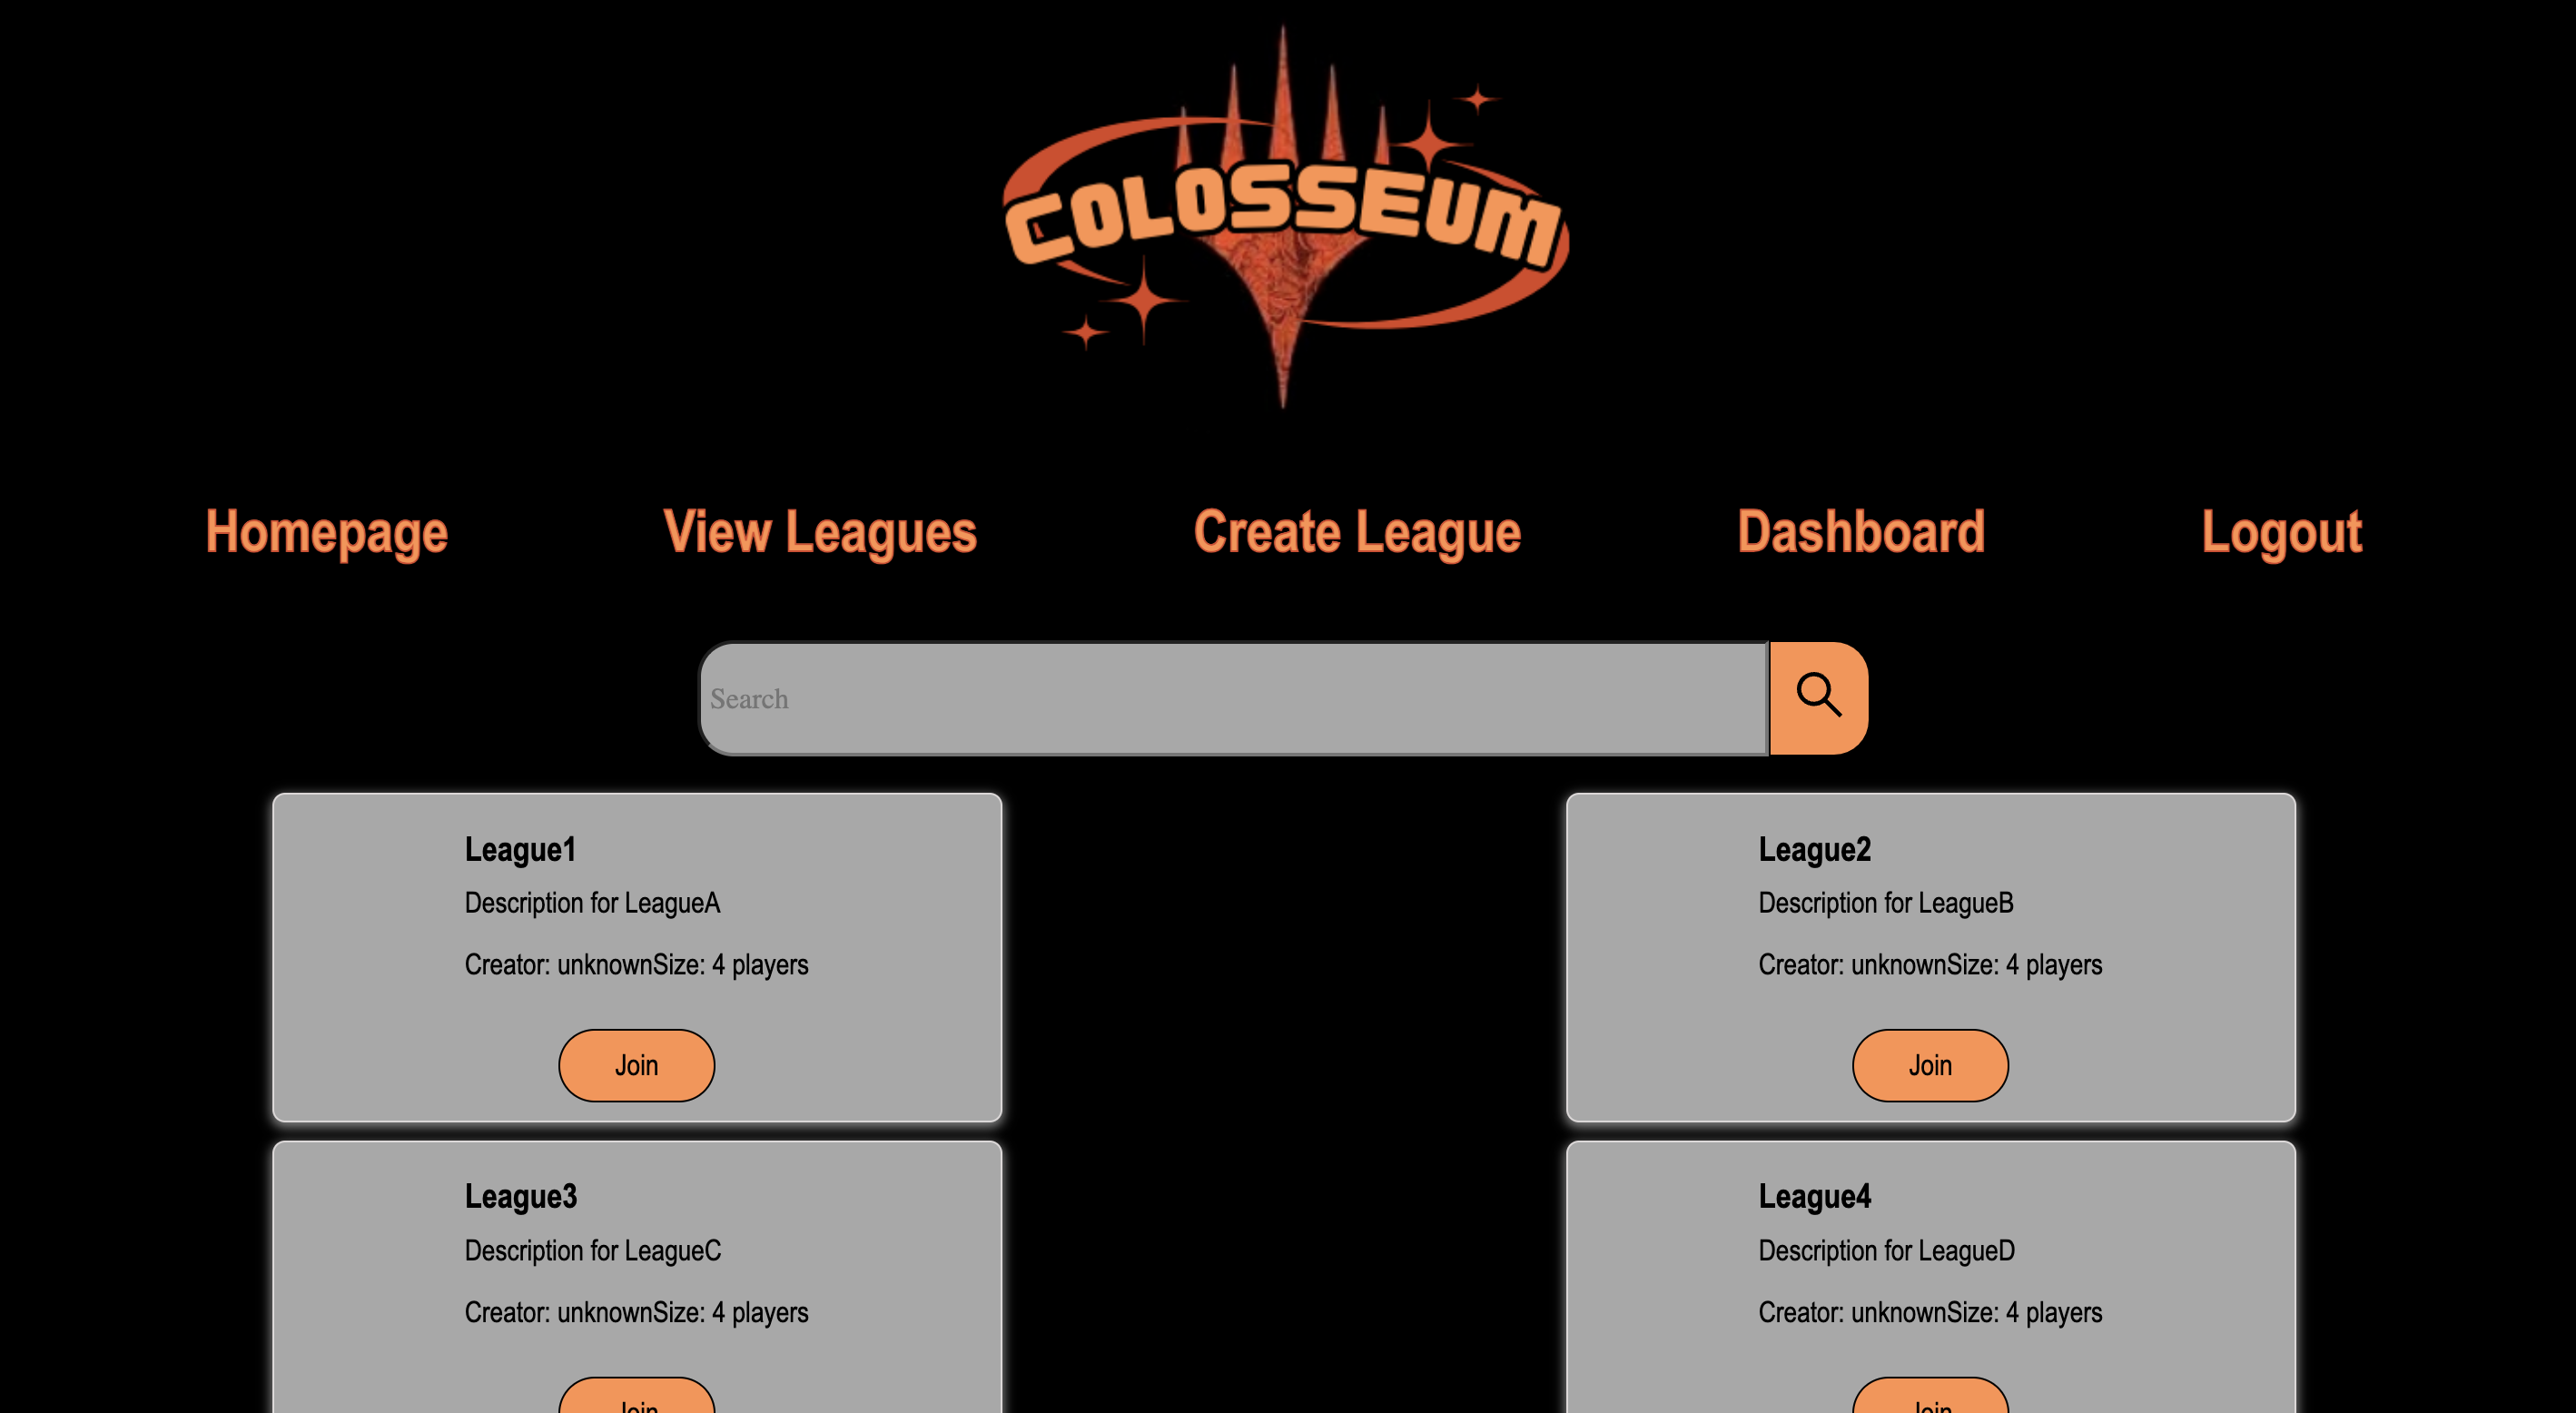 COLOSSEUM
Homepage View Leagues Create League Dashboard Logout
Search
League1
Description for LeagueA
Creator: unknownSize: 4 players
Join
League2
Description for LeagueB
Creator: unknownSize: 4 players
Join
League3
Description for LeagueC
Creator: unknownSize: 4 players
Join
League4
Description for LeagueD
Creator: unknownSize: 4 players
Join